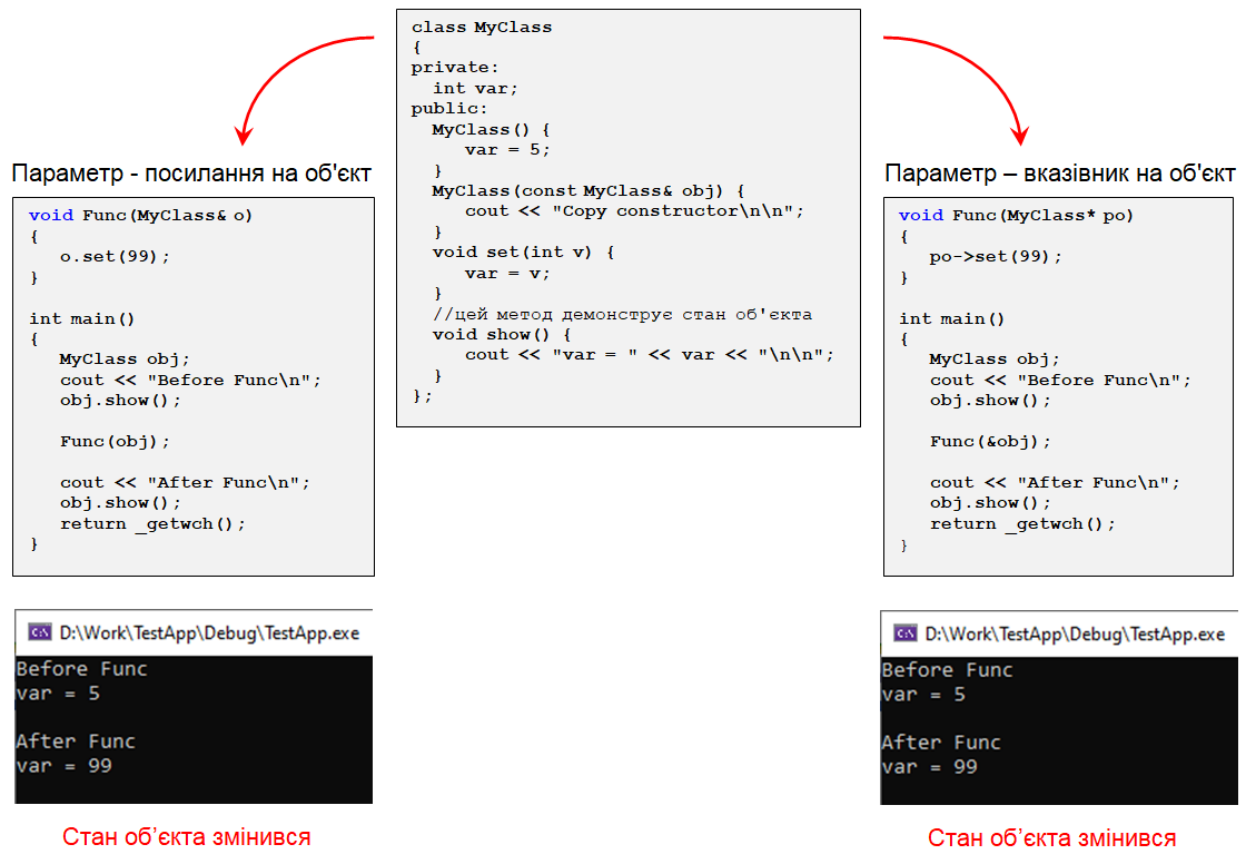 class MyClass
{
private:
  int var;
public:
  MyClass() {
     var = 5;
  }
  MyClass(const MyClass& obj) {
     cout << "Copy constructor\n\n";
  }
  void set(int v) {
     var = v;
  }
  //цей метод демонструє стан об'єкта
  void show() {
     cout << "var = " << var << "\n\n";
  }
};
Параметр - посилання на об'єкт
void Func(MyClass& o)
{
   o.set(99);
}
int main()
{
   MyClass obj;
   cout << "Before Func\n";
   obj.show();
   Func(obj);
   cout << "After Func\n";
   obj.show();
   return _getwch();
}
D:\Work\TestApp\Debug\TestApp.exe
Before Func
var = 5
After Func
var = 99
Стан об’єкта змінився
Параметр – вказівник на об'єкт
void Func(MyClass* po)
{
   po->set(99);
}
int main()
{
   MyClass obj;
   cout << "Before Func\n";
   obj.show();
   Func(&obj);
   cout << "After Func\n";
   obj.show();
   return _getwch();
}
D:\Work\TestApp\Debug\TestApp.exe
Before Func
var = 5
After Func
var = 99
Стан об’єкта змінився